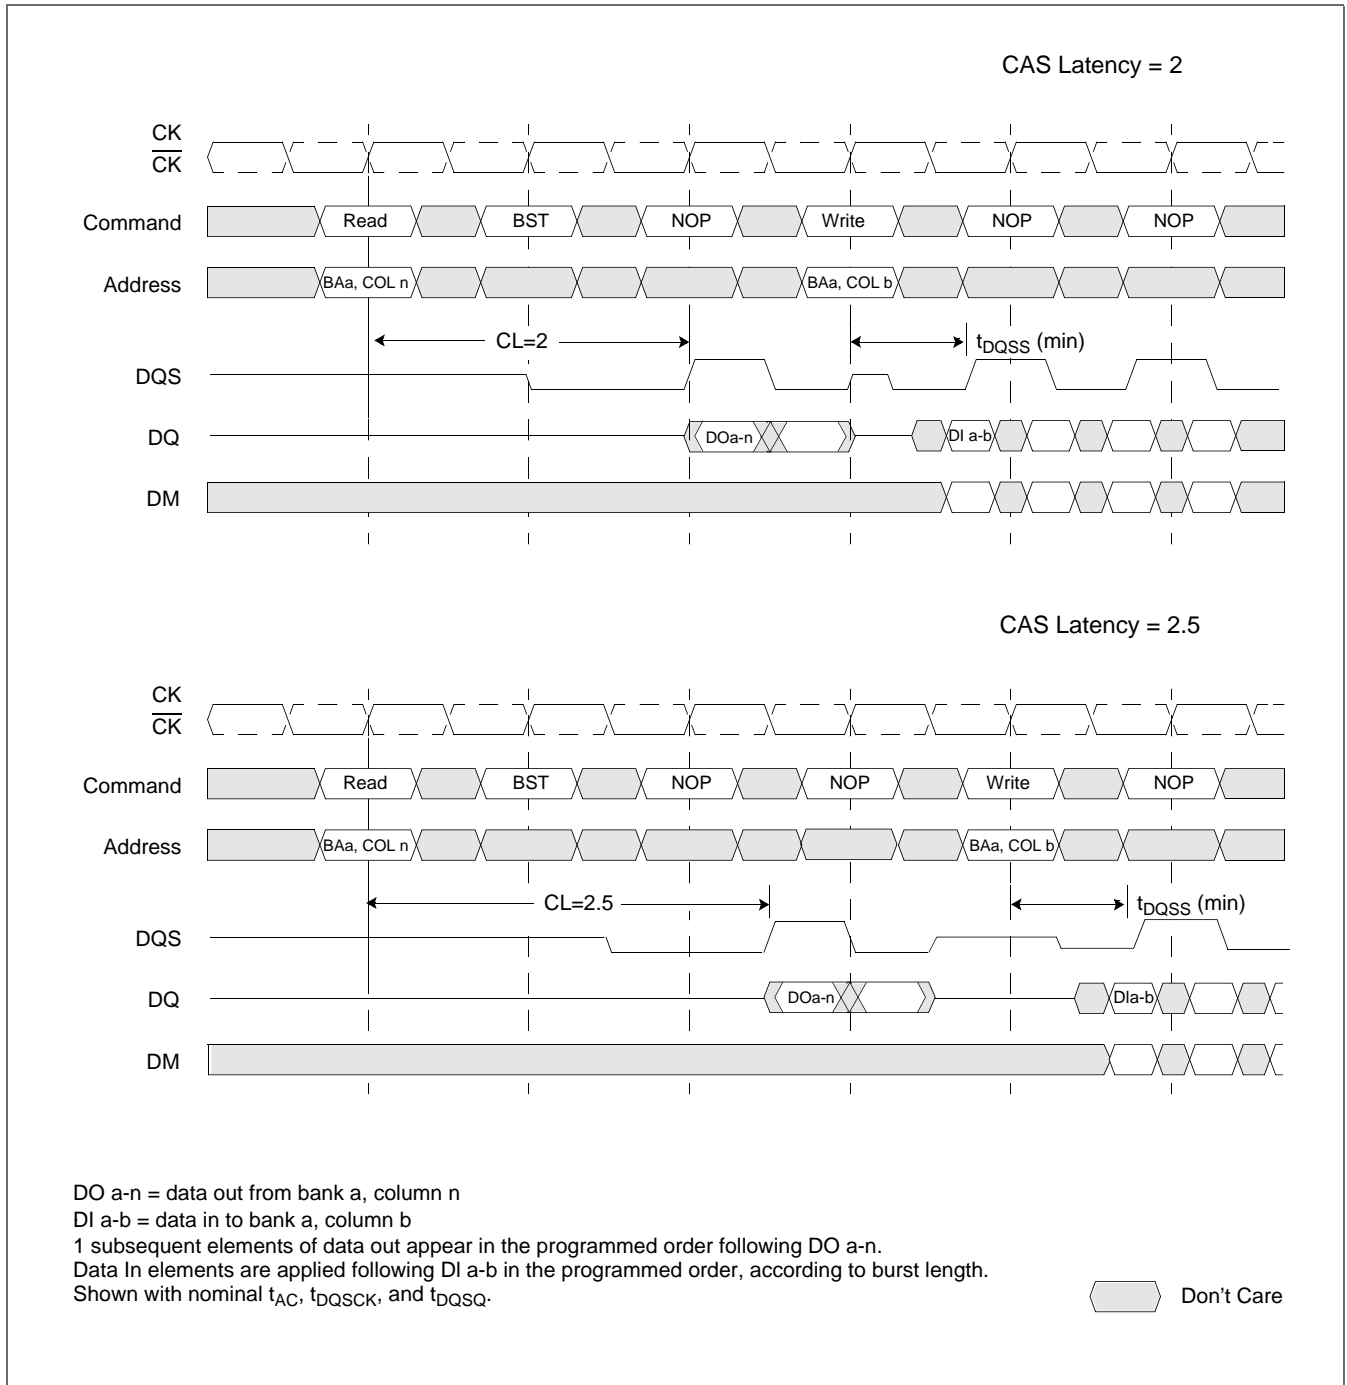 CAS Latency = 2
CK
CK
Command Read BST NOP Write NOP NOP
Address BAa, COL n BAa, COL b
CL=2 tDQSS (min)
DQS
DQ DOa-n DI a-b
DM
CAS Latency = 2.5
CK
CK
Command Read BST NOP NOP Write NOP
Address BAa, COL n BAa, COL b
CL=2.5 tDQSS (min)
DQS
DQ DOa-n DIa-b
DM
DO a-n = data out from bank a, column n
DI a-b = data in to bank a, column b
1 subsequent elements of data out appear in the programmed order following DO a-n.
Data In elements are applied following DI a-b in the programmed order, according to burst length.
Shown with nominal tAC, tDQSCK, and tDQSQ.
Don't Care